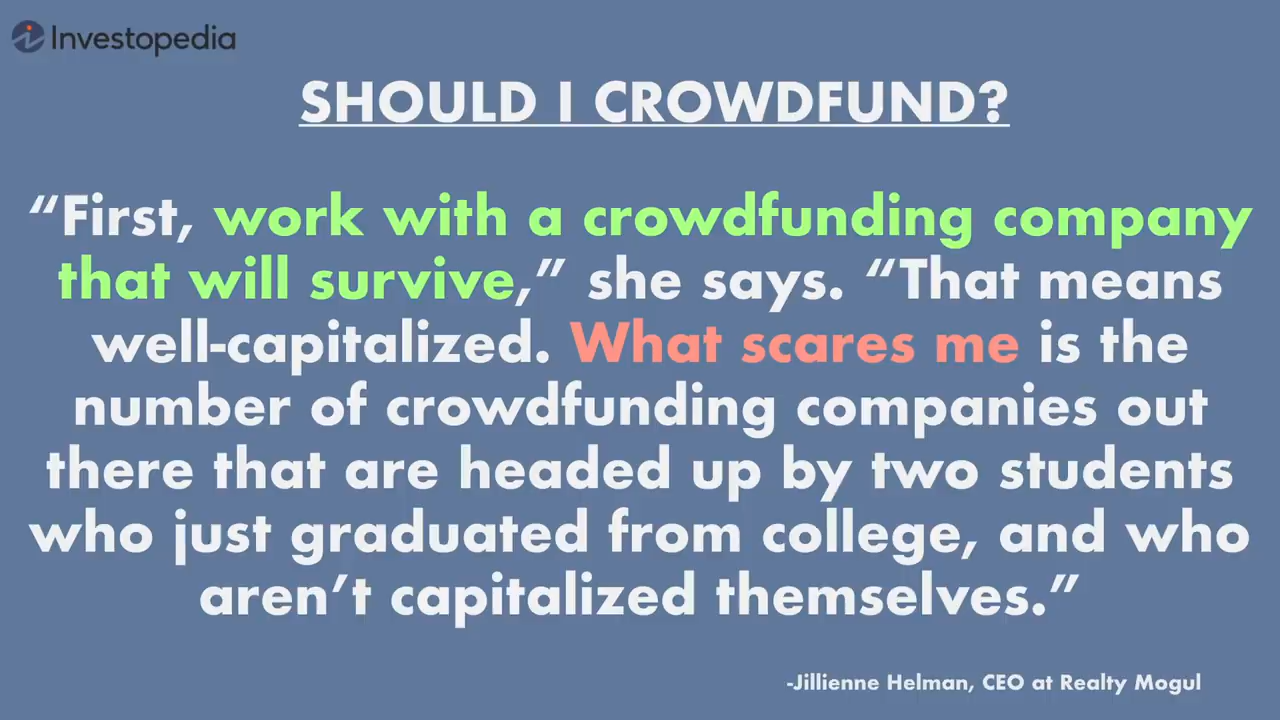 Investopedia
SHOULD I CROWDFUND?
“First, work with a crowdfunding company
that will survive,” she says. “That means
well-capitalized. What scares me is the
number of crowdfunding companies out
there that are headed up by two students
who just graduated from college, and who
aren’t capitalized themselves.”
-Jillienne Helman, CEO at Realty Mogul